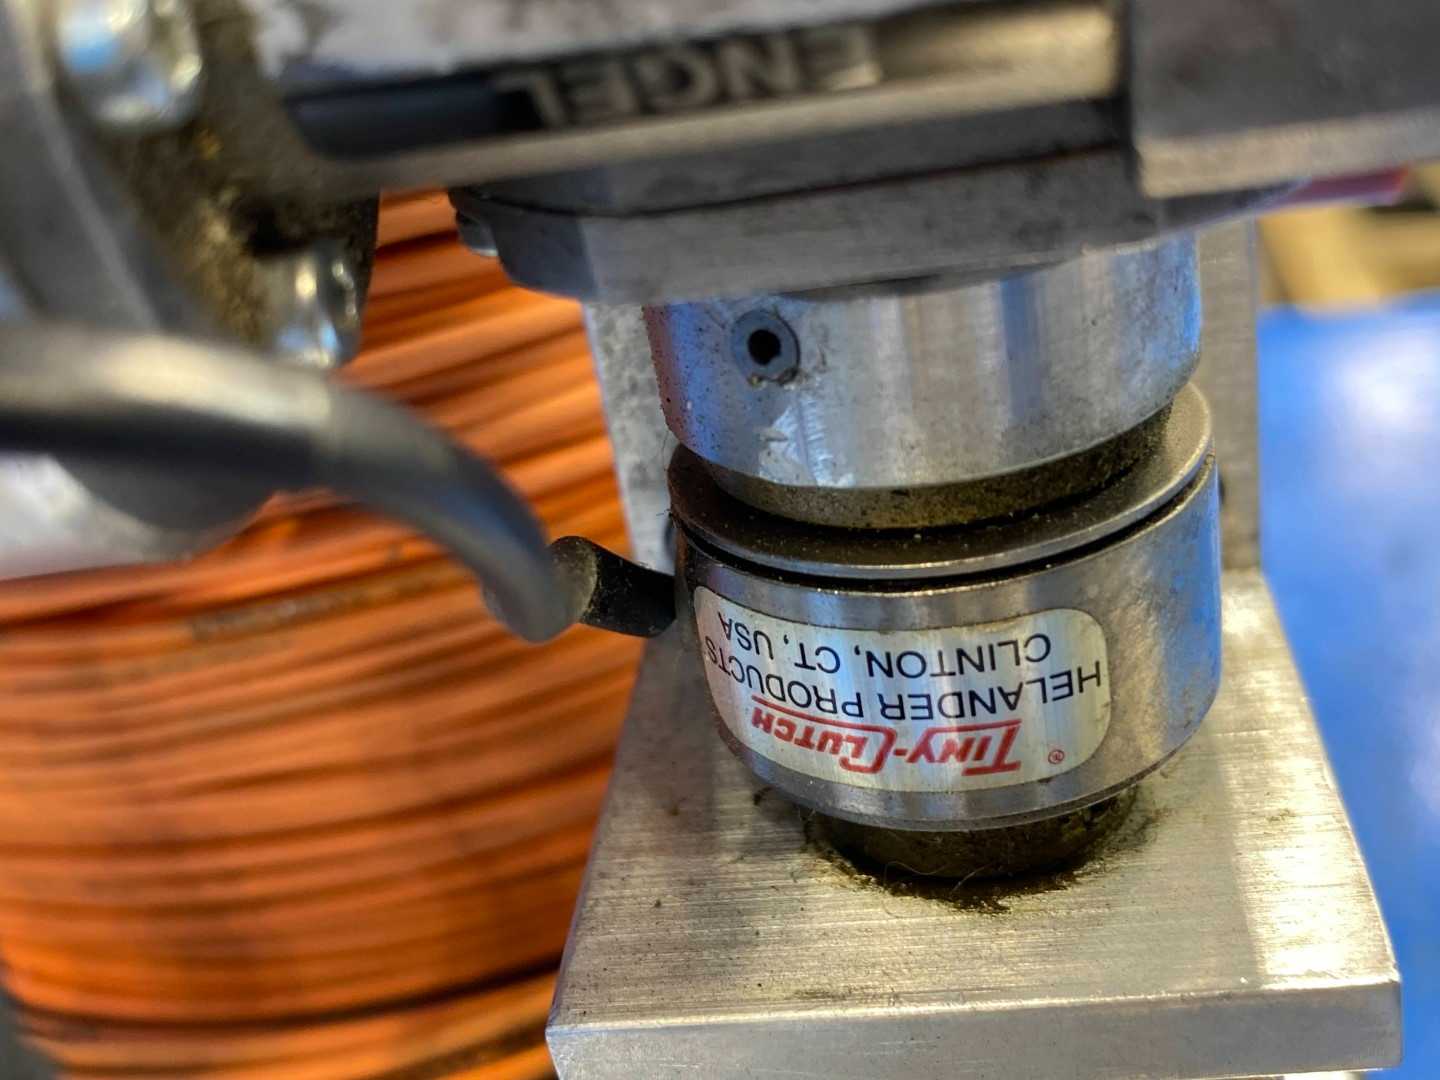 ENGEL
TINY-CLUTCH®
HELANDER PRODUCTS
CLINTON, CT, USA